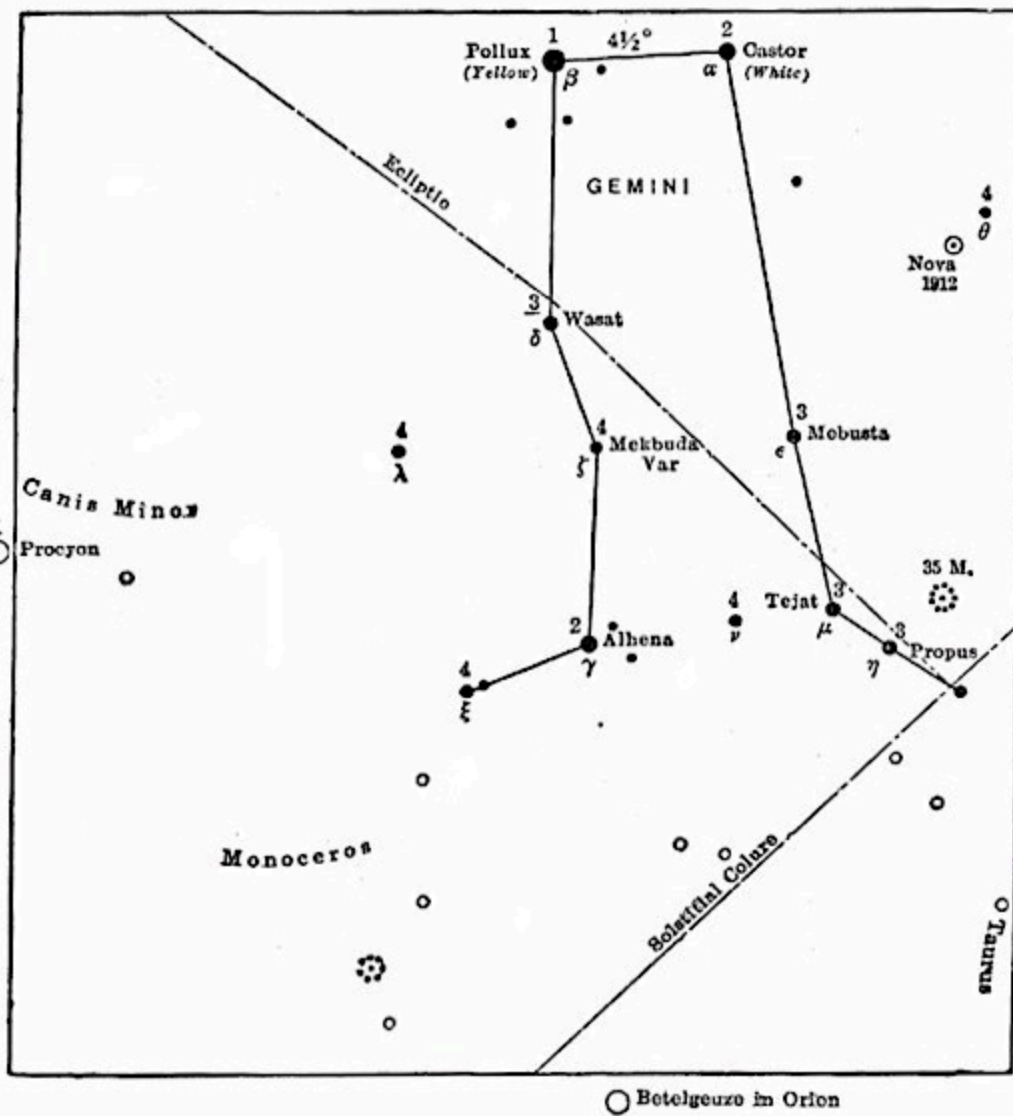 1
2
Pollux
4½°
Castor
(Yellow)
β
α
(White)
Ecliptic
GEMINI
4
θ
Nova
1912
3
Wasat
δ
3
Mebusta
ε
4
Mekbuda
Var
ζ
4
λ
Canis Minor
Procyon
35 M.
3
Tejat
μ
4
ν
3
Propus
η
2
Alhena
γ
4
ξ
Monoceros
Solstitial Colure
Taurus
Betelgeuze in Orion